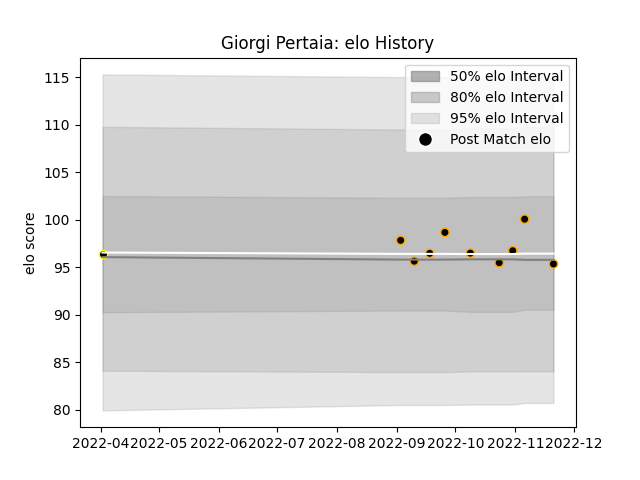 Giorgi Pertaia: elo History
50% elo Interval
80% elo Interval
95% elo Interval
Post Match elo
elo score
115
110
105
100
95
90
85
80
2022-04 2022-05 2022-06 2022-07 2022-08 2022-09 2022-10 2022-11 2022-12